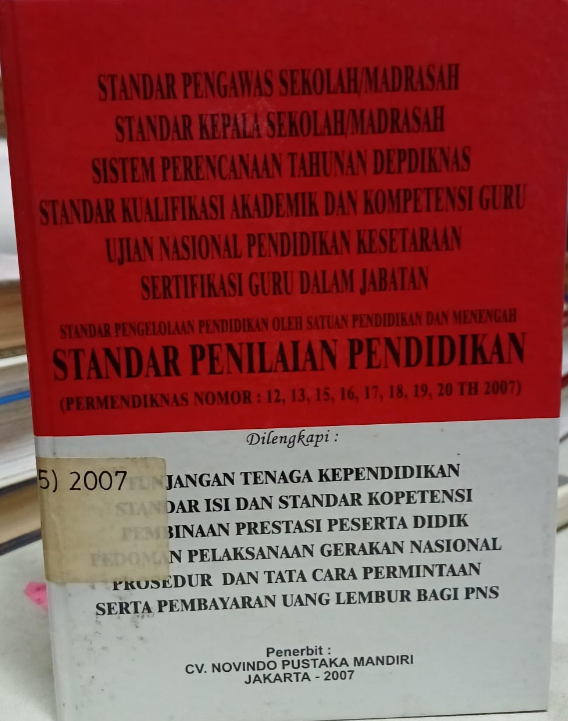 STANDAR PENGAWAS SEKOLAH/MADRASAH
STANDAR KEPALA SEKOLAH/MADRASAH
SISTEM PERENCANAAN TAHUNAN DEPDIKNAS
STANDAR KUALIFIKASI AKADEMIK DAN KOMPETENSI GURU
UJIAN NASIONAL PENDIDIKAN KESETARAAN
SERTIFIKASI GURU DALAM JABATAN
STANDAR PENGELOLAAN PENDIDIKAN OLEH SATUAN PENDIDIKAN DAN MENENGAH
STANDAR PENILAIAN PENDIDIKAN
(PERMENDIKNAS NOMOR : 12, 13, 15, 16, 17, 18, 19, 20 TH 2007)
Dilengkapi :
5) 2007
TUNJANGAN TENAGA KEPENDIDIKAN
STANDAR ISI DAN STANDAR KOPETENSI
PEMBINAAN PRESTASI PESERTA DIDIK
PEDOMAN PELAKSANAAN GERAKAN NASIONAL
PROSEDUR DAN TATA CARA PERMINTAAN
SERTA PEMBAYARAN UANG LEMBUR BAGI PNS
Penerbit :
CV. NOVINDO PUSTAKA MANDIRI
JAKARTA - 2007